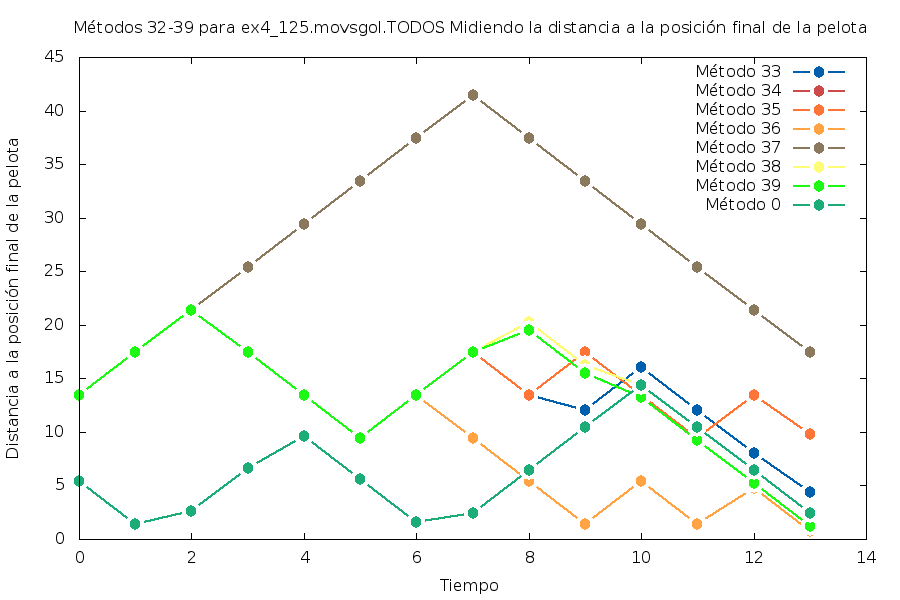 Métodos 32-39 para ex4_125.movsgol.TODOS Midiendo la distancia a la posición final de la pelota
45
40
35
30
25
20
15
10
5
0
Distancia a la posición final de la pelota
Método 33
Método 34
Método 35
Método 36
Método 37
Método 38
Método 39
Método 0
0 2 4 6 8 10 12 14
Tiempo